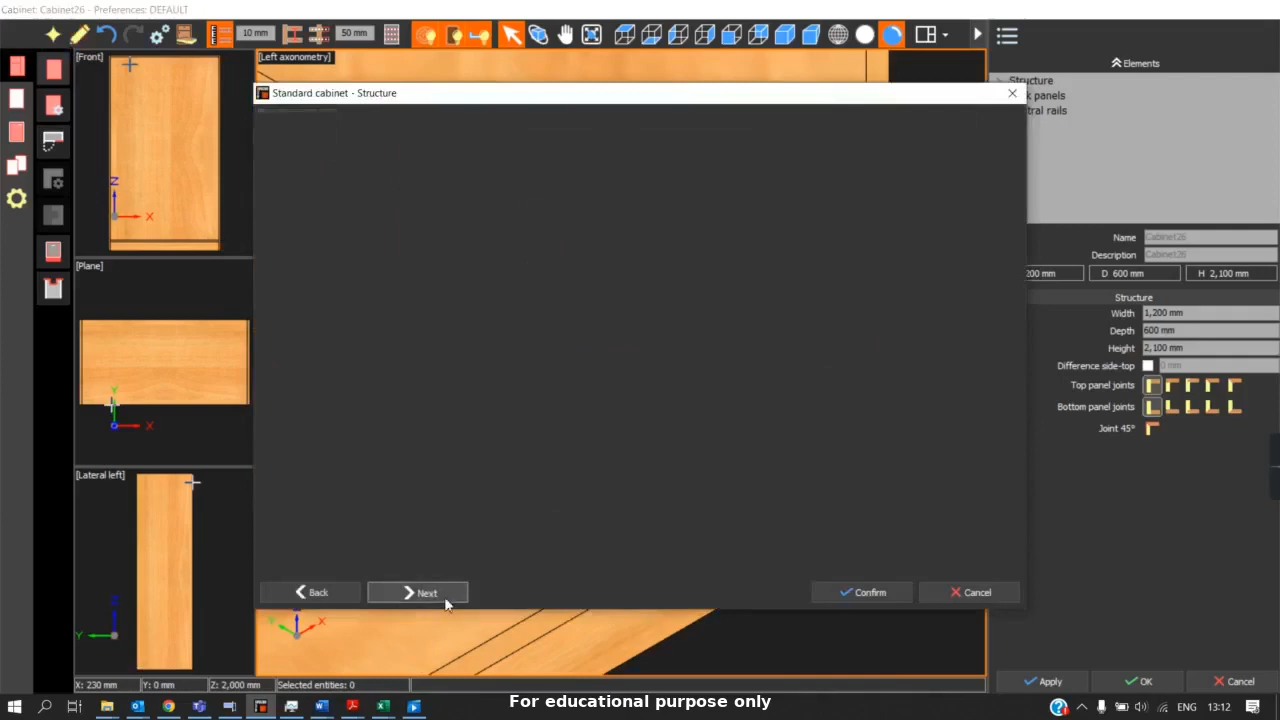 Cabinet: Cabinet26 - Preferences: DEFAULT
10 mm
50 mm
[Front]
[Left axonometry]
Elements
Standard cabinet - Structure
Structure
k panels
tral rails
Z
X
Name
Cabinet26
Description
Cabinet26
200 mm
D 600 mm
H 2,100 mm
[Plane]
Structure
Width
1,200 mm
Depth
600 mm
Height
2,100 mm
Difference side-top
0 mm
Top panel joints
Bottom panel joints
Joint 45°
Y
X
[Lateral left]
Back
Next
Confirm
Cancel
Z
Y
Y
X
X: 230 mm
Y: 0 mm
Z: 2,000 mm
Selected entities: 0
Apply
OK
Cancel
For educational purpose only
ENG
13:12